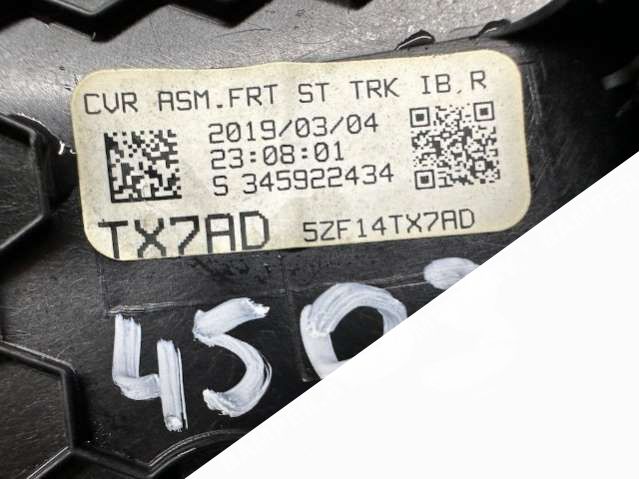 CVR ASM.FRT ST TRK IB,R
2019/03/04
23:08:01
S 345922434
TX7AD 5ZF14TX7AD
450